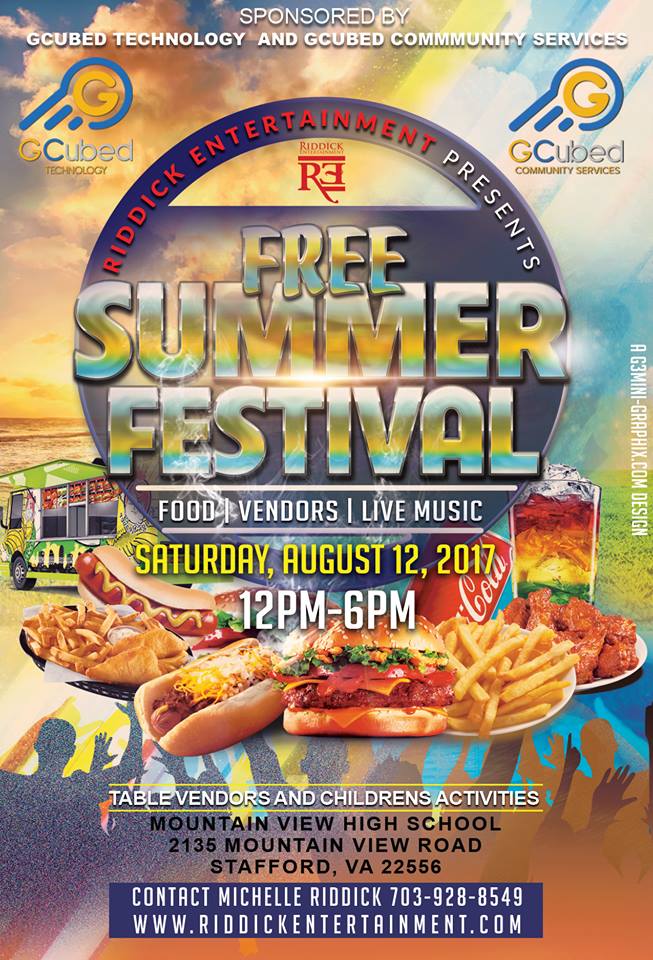 SPONSORED BY
GCUBED TECHNOLOGY AND GCUBED COMMMUNITY SERVICES
G
GCubed
TECHNOLOGY
G
GCubed
COMMUNITY SERVICES
RIDDICK ENTERTAINMENT PRESENTS
RIDDICK
ENTERTAINMENT
RE
FREE
SUMMER
FESTIVAL
FOOD | VENDORS | LIVE MUSIC
SATURDAY, AUGUST 12, 2017
12PM-6PM
Cola
A G3MINI-GRAPHIX.COM DESIGN
TABLE VENDORS AND CHILDRENS ACTIVITIES
MOUNTAIN VIEW HIGH SCHOOL
2135 MOUNTAIN VIEW ROAD
STAFFORD, VA 22556
CONTACT MICHELLE RIDDICK 703-928-8549
WWW.RIDDICKENTERTAINMENT.COM